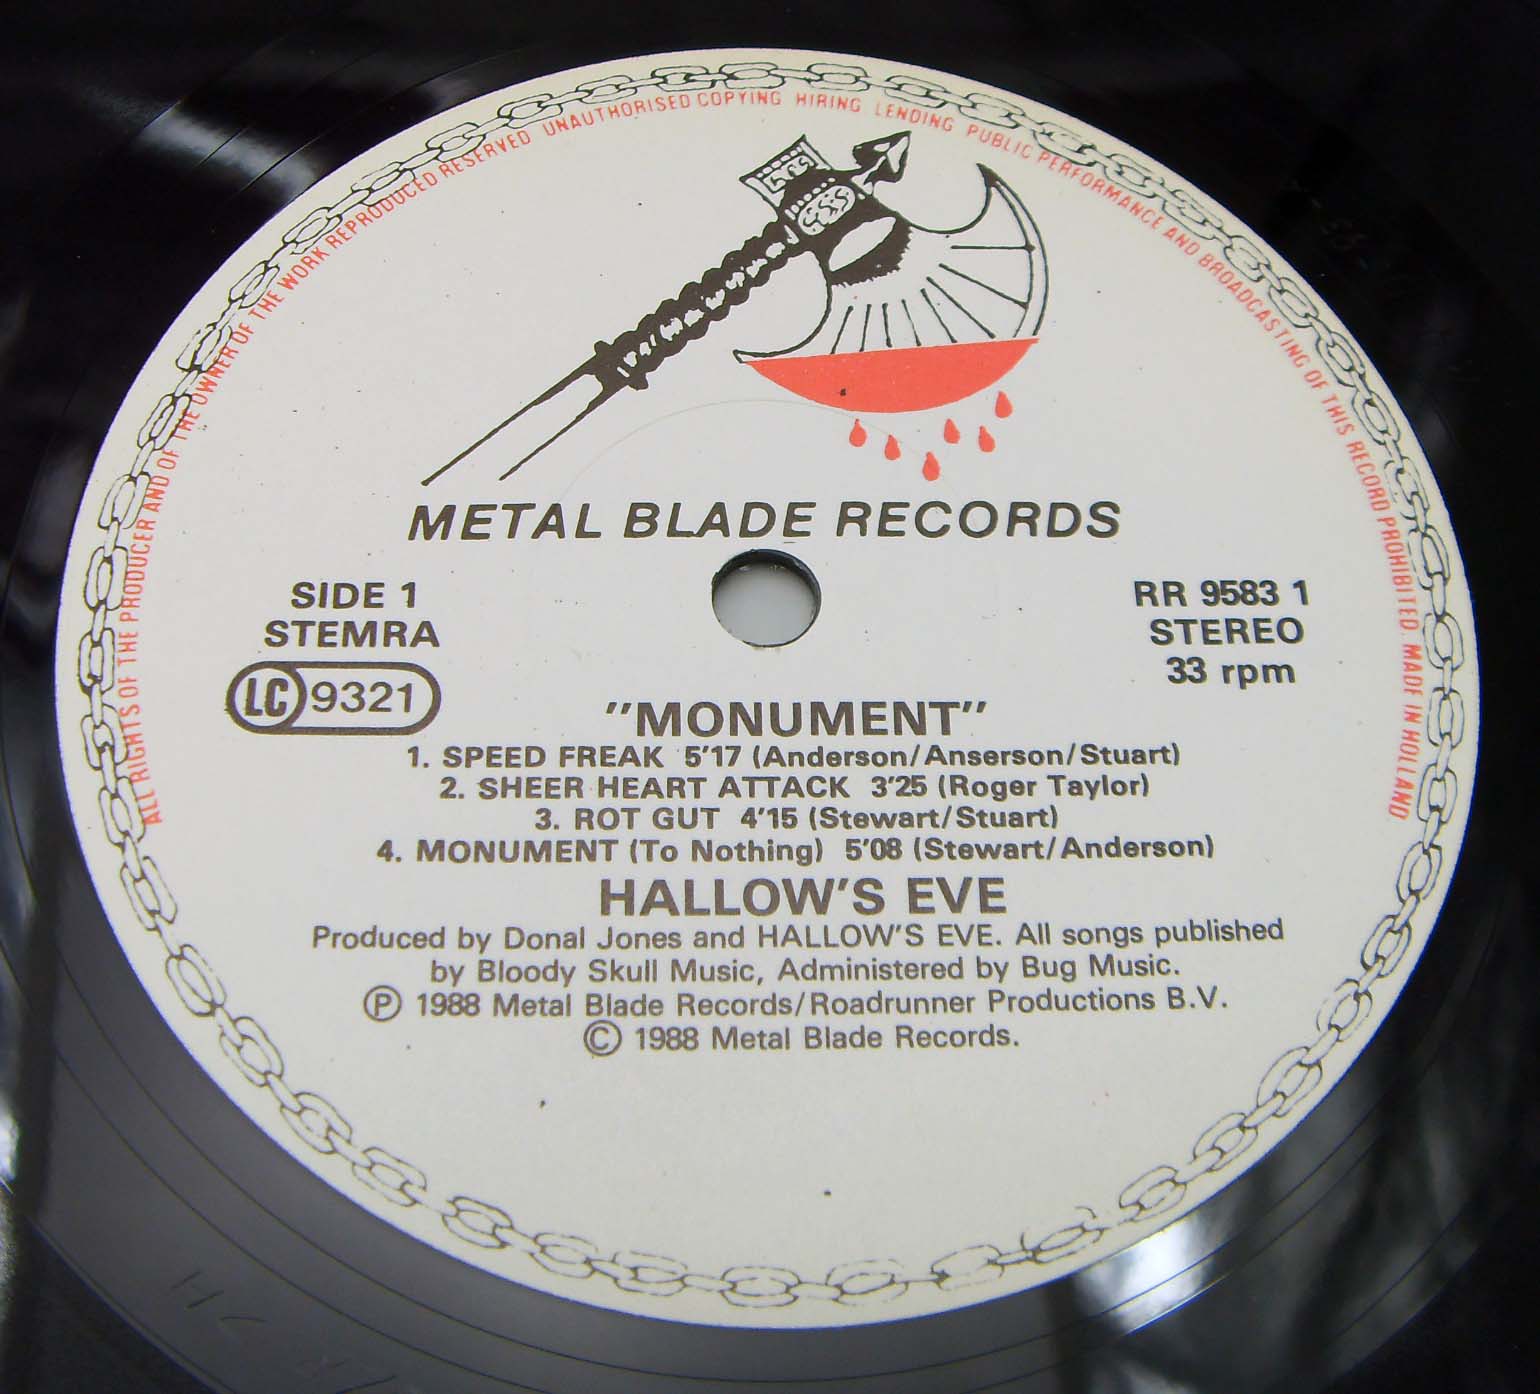 ALL RIGHTS OF THE PRODUCER AND OF THE OWNER OF THE WORK REPRODUCED RESERVED UNAUTHORISED COPYING HIRING LENDING PUBLIC PERFORMANCE AND BROADCASTING OF THIS RECORD PROHIBITED. MADE IN HOLLAND
METAL BLADE RECORDS
SIDE 1
STEMRA
LC 9321
RR 9583 1
STEREO
33 rpm
"MONUMENT"
1. SPEED FREAK 5'17 (Anderson/Anserson/Stuart)
2. SHEER HEART ATTACK 3'25 (Roger Taylor)
3. ROT GUT 4'15 (Stewart/Stuart)
4. MONUMENT (To Nothing) 5'08 (Stewart/Anderson)
HALLOW'S EVE
Produced by Donal Jones and HALLOW'S EVE. All songs published
by Bloody Skull Music, Administered by Bug Music.
Ⓟ 1988 Metal Blade Records/Roadrunner Productions B.V.
© 1988 Metal Blade Records.